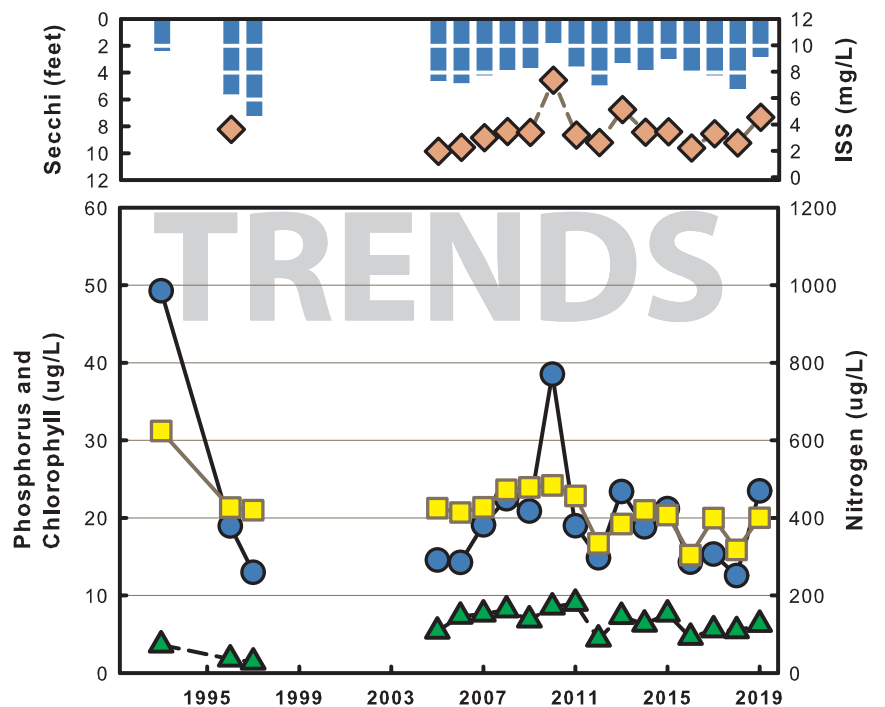 0 12
2 10
4 8
6 6
8 4
10 2
12 0
Secchi (feet)
ISS (mg/L)
TRENDS
60 1200
50 1000
40 800
30 600
20 400
10 200
0 0
Phosphorus and
Chlorophyll (ug/L)
Nitrogen (ug/L)
1995 1999 2003 2007 2011 2015 2019